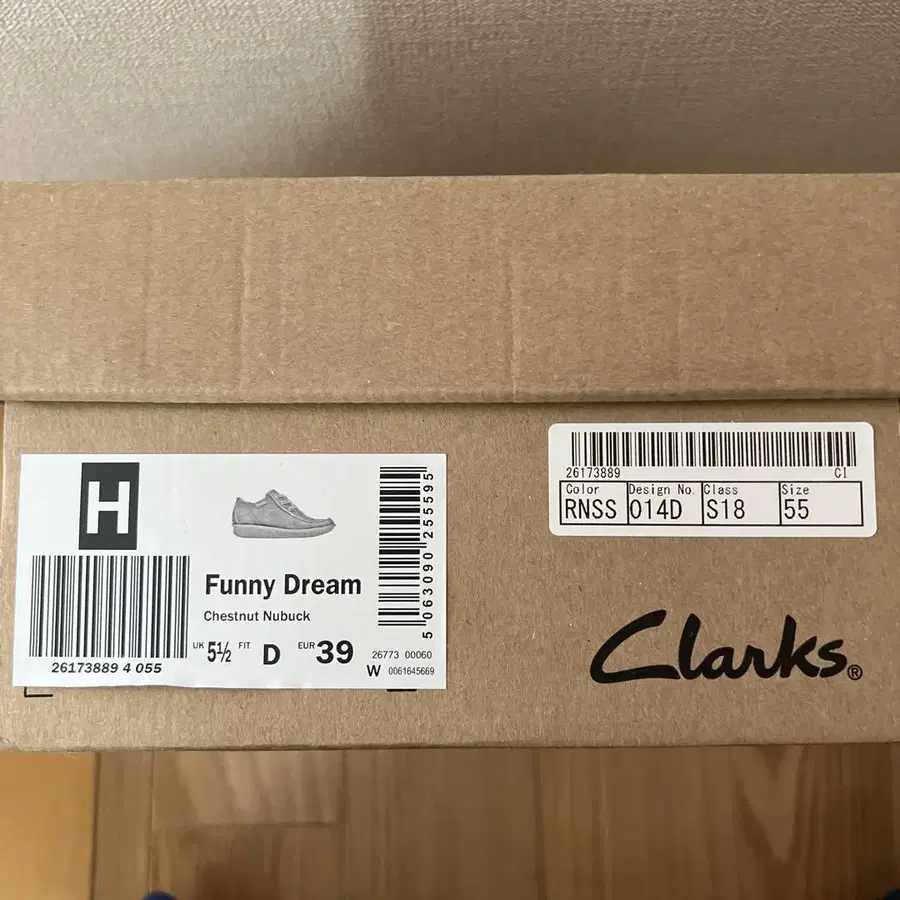 H
26173889 4 055
Funny Dream
Chestnut Nubuck
UK 5½ FIT D EUR 39
5 063090 255595
26773 00060
W 0061645669
26173889 CI
Color Design No. Class Size
RNSS 014D S18 55
Clarks®